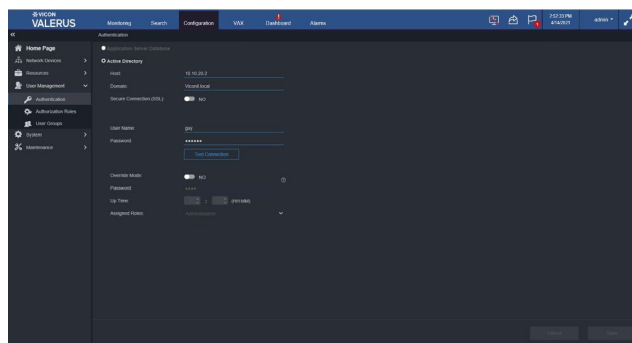 VICON
VALERUS
Monitoring
Search
Configuration
VAX
Dashboard
Alarms
2:52:33 PM
4/14/2021
admin
Authentication
Home Page
Network Devices
Resources
User Management
Authentication
Authorization Roles
User Groups
System
Maintenance
Application Server Database
Active Directory
Host:
10.10.20.2
Domain:
Vicontl.local
Secure Connection (SSL):
NO
User Name:
guy
Password:
••••••
Test Connection
Override Mode:
NO
Password:
••••
Up Time:
:
(HH:MM)
Assigned Roles:
Administrators
Cancel
Save